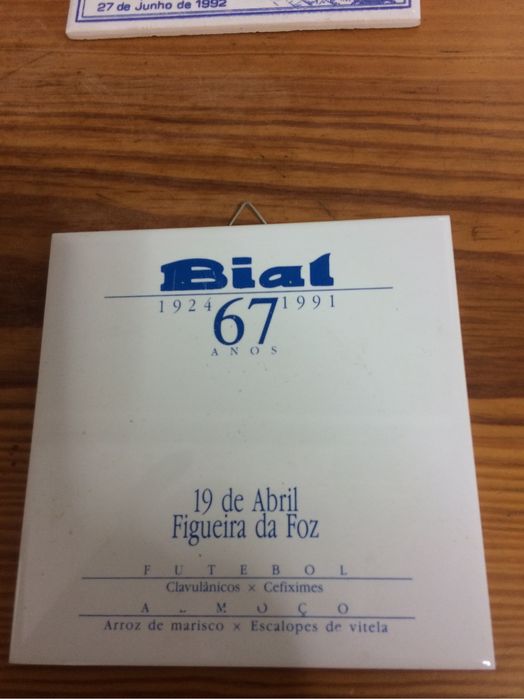 27 de Junho de 1992
Bial
1924 67 1991
ANOS
19 de Abril
Figueira da Foz
FUTEBOL
Clavulânicos × Cefiximes
ALMOÇO
Arroz de marisco × Escalopes de vitela